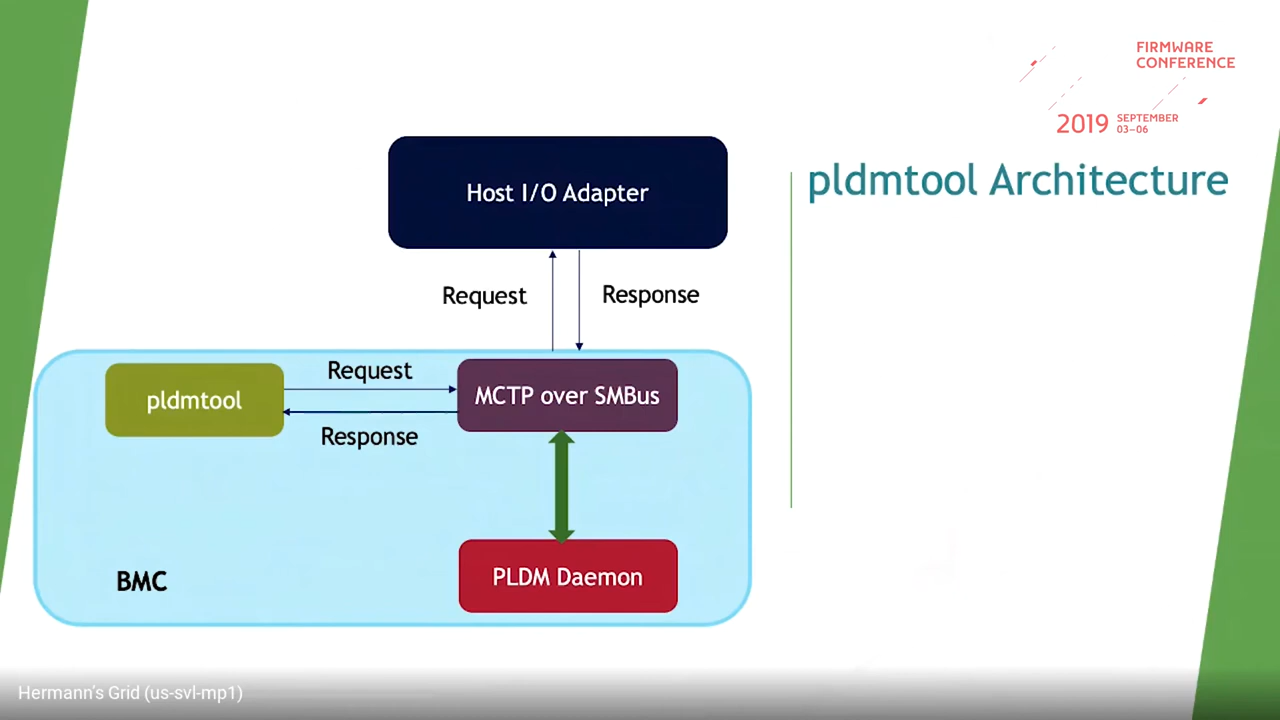 FIRMWARE
CONFERENCE
2019 SEPTEMBER
03–06
pldmtool Architecture
Host I/O Adapter
Request
Response
Request
pldmtool
MCTP over SMBus
Response
PLDM Daemon
BMC
Hermann's Grid (us-svl-mp1)